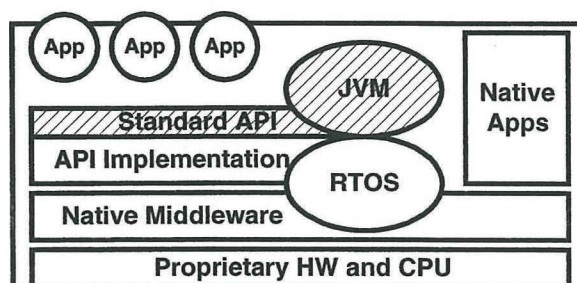 App App App
JVM
Native
Apps
Standard API
API Implementation
RTOS
Native Middleware
Proprietary HW and CPU